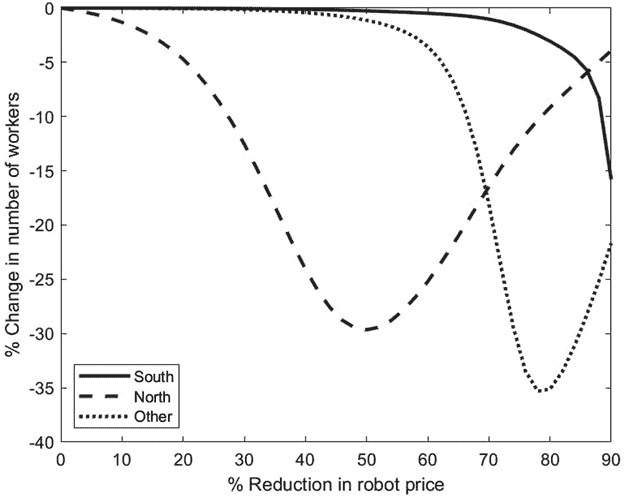 % Change in number of workers
0
-5
-10
-15
-20
-25
-30
-35
-40
South
North
Other
0 10 20 30 40 50 60 70 80 90
% Reduction in robot price